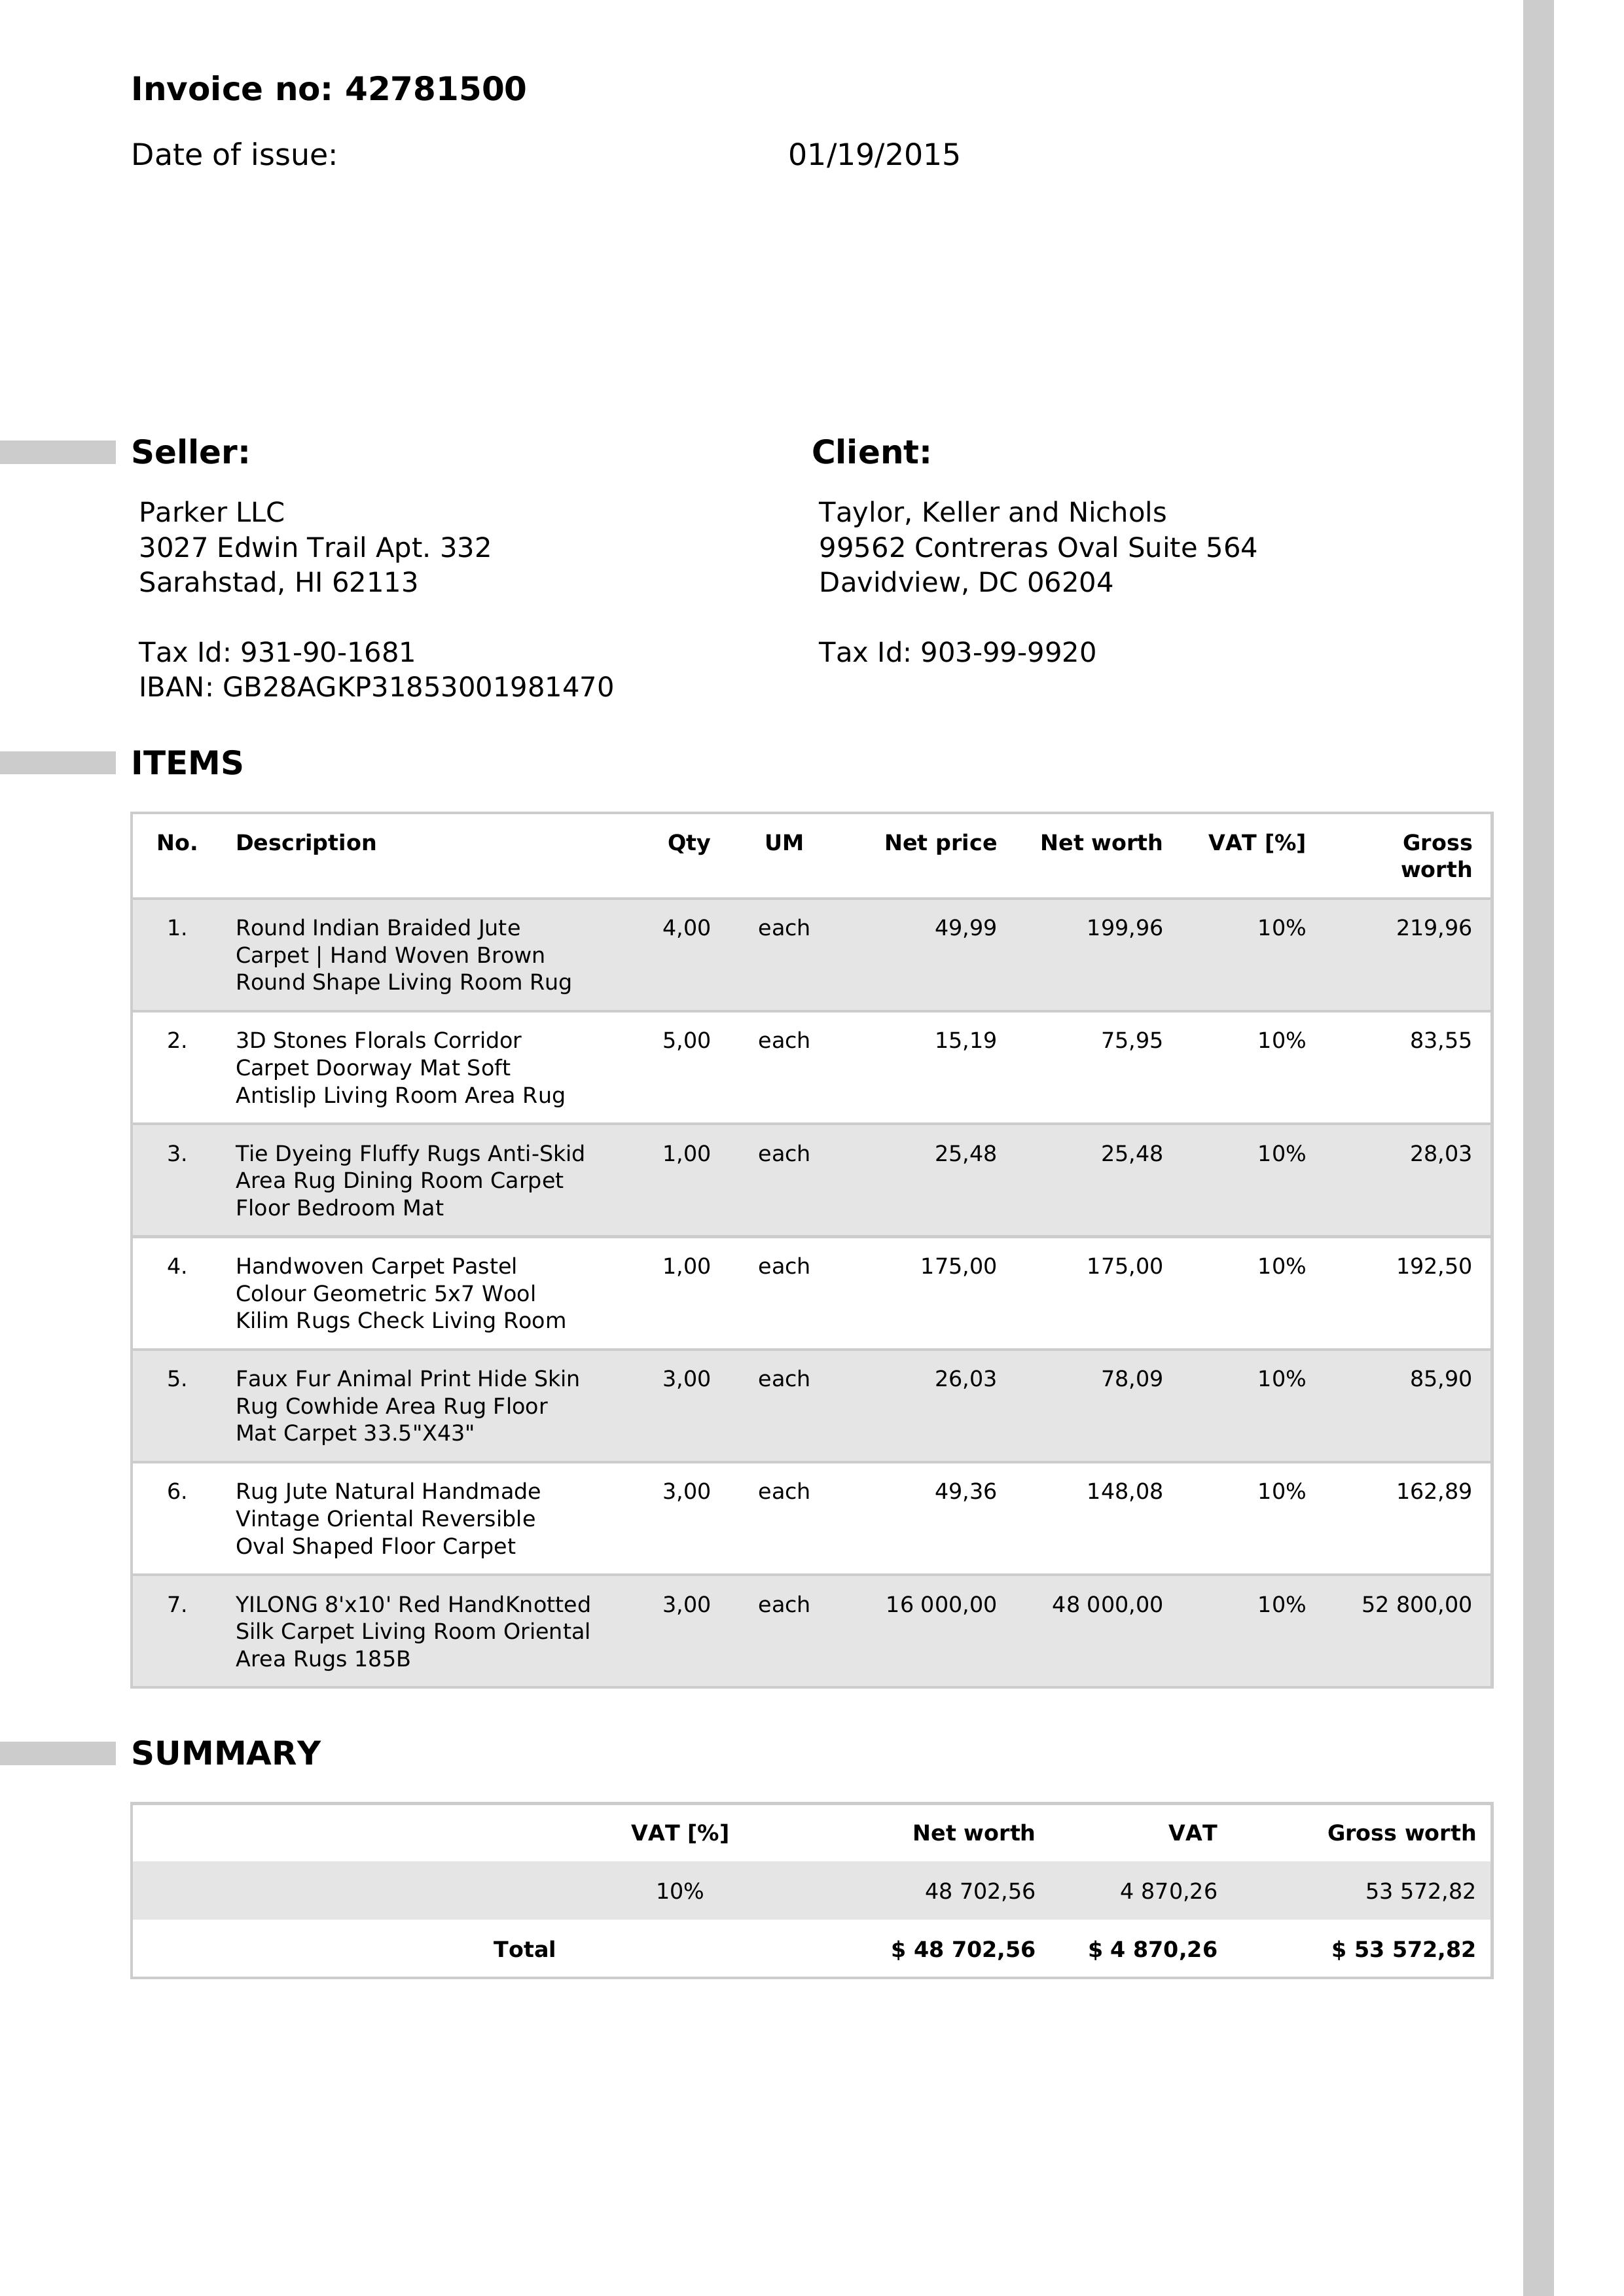 Invoice no: 42781500
Date of issue: 01/19/2015
Seller: Client:
Parker LLC Taylor, Keller and Nichols
3027 Edwin Trail Apt. 332 99562 Contreras Oval Suite 564
Sarahstad, HI 62113 Davidview, DC 06204
Tax Id: 931-90-1681 Tax Id: 903-99-9920
IBAN: GB28AGKP31853001981470
ITEMS
No. Description Qty UM Net price Net worth VAT [%] Gross
worth
1. Round Indian Braided Jute 4,00 each 49,99 199,96 10% 219,96
Carpet | Hand Woven Brown
Round Shape Living Room Rug
2. 3D Stones Florals Corridor 5,00 each 15,19 75,95 10% 83,55
Carpet Doorway Mat Soft
Antislip Living Room Area Rug
3. Tie Dyeing Fluffy Rugs Anti-Skid 1,00 each 25,48 25,48 10% 28,03
Area Rug Dining Room Carpet
Floor Bedroom Mat
4. Handwoven Carpet Pastel 1,00 each 175,00 175,00 10% 192,50
Colour Geometric 5x7 Wool
Kilim Rugs Check Living Room
5. Faux Fur Animal Print Hide Skin 3,00 each 26,03 78,09 10% 85,90
Rug Cowhide Area Rug Floor
Mat Carpet 33.5"X43"
6. Rug Jute Natural Handmade 3,00 each 49,36 148,08 10% 162,89
Vintage Oriental Reversible
Oval Shaped Floor Carpet
7. YILONG 8'x10' Red HandKnotted 3,00 each 16 000,00 48 000,00 10% 52 800,00
Silk Carpet Living Room Oriental
Area Rugs 185B
SUMMARY
VAT [%] Net worth VAT Gross worth
10% 48 702,56 4 870,26 53 572,82
Total $ 48 702,56 $ 4 870,26 $ 53 572,82